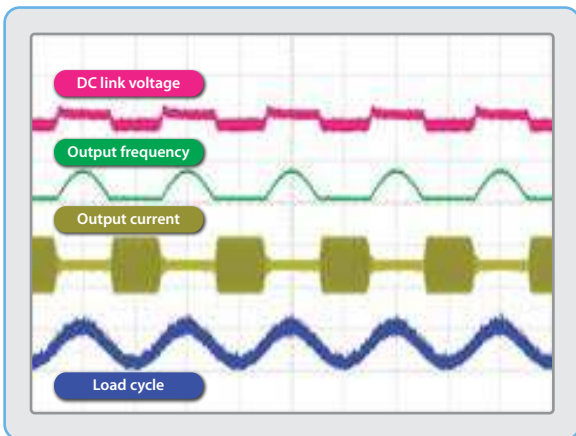 DC link voltage
Output frequency
Output current
Load cycle